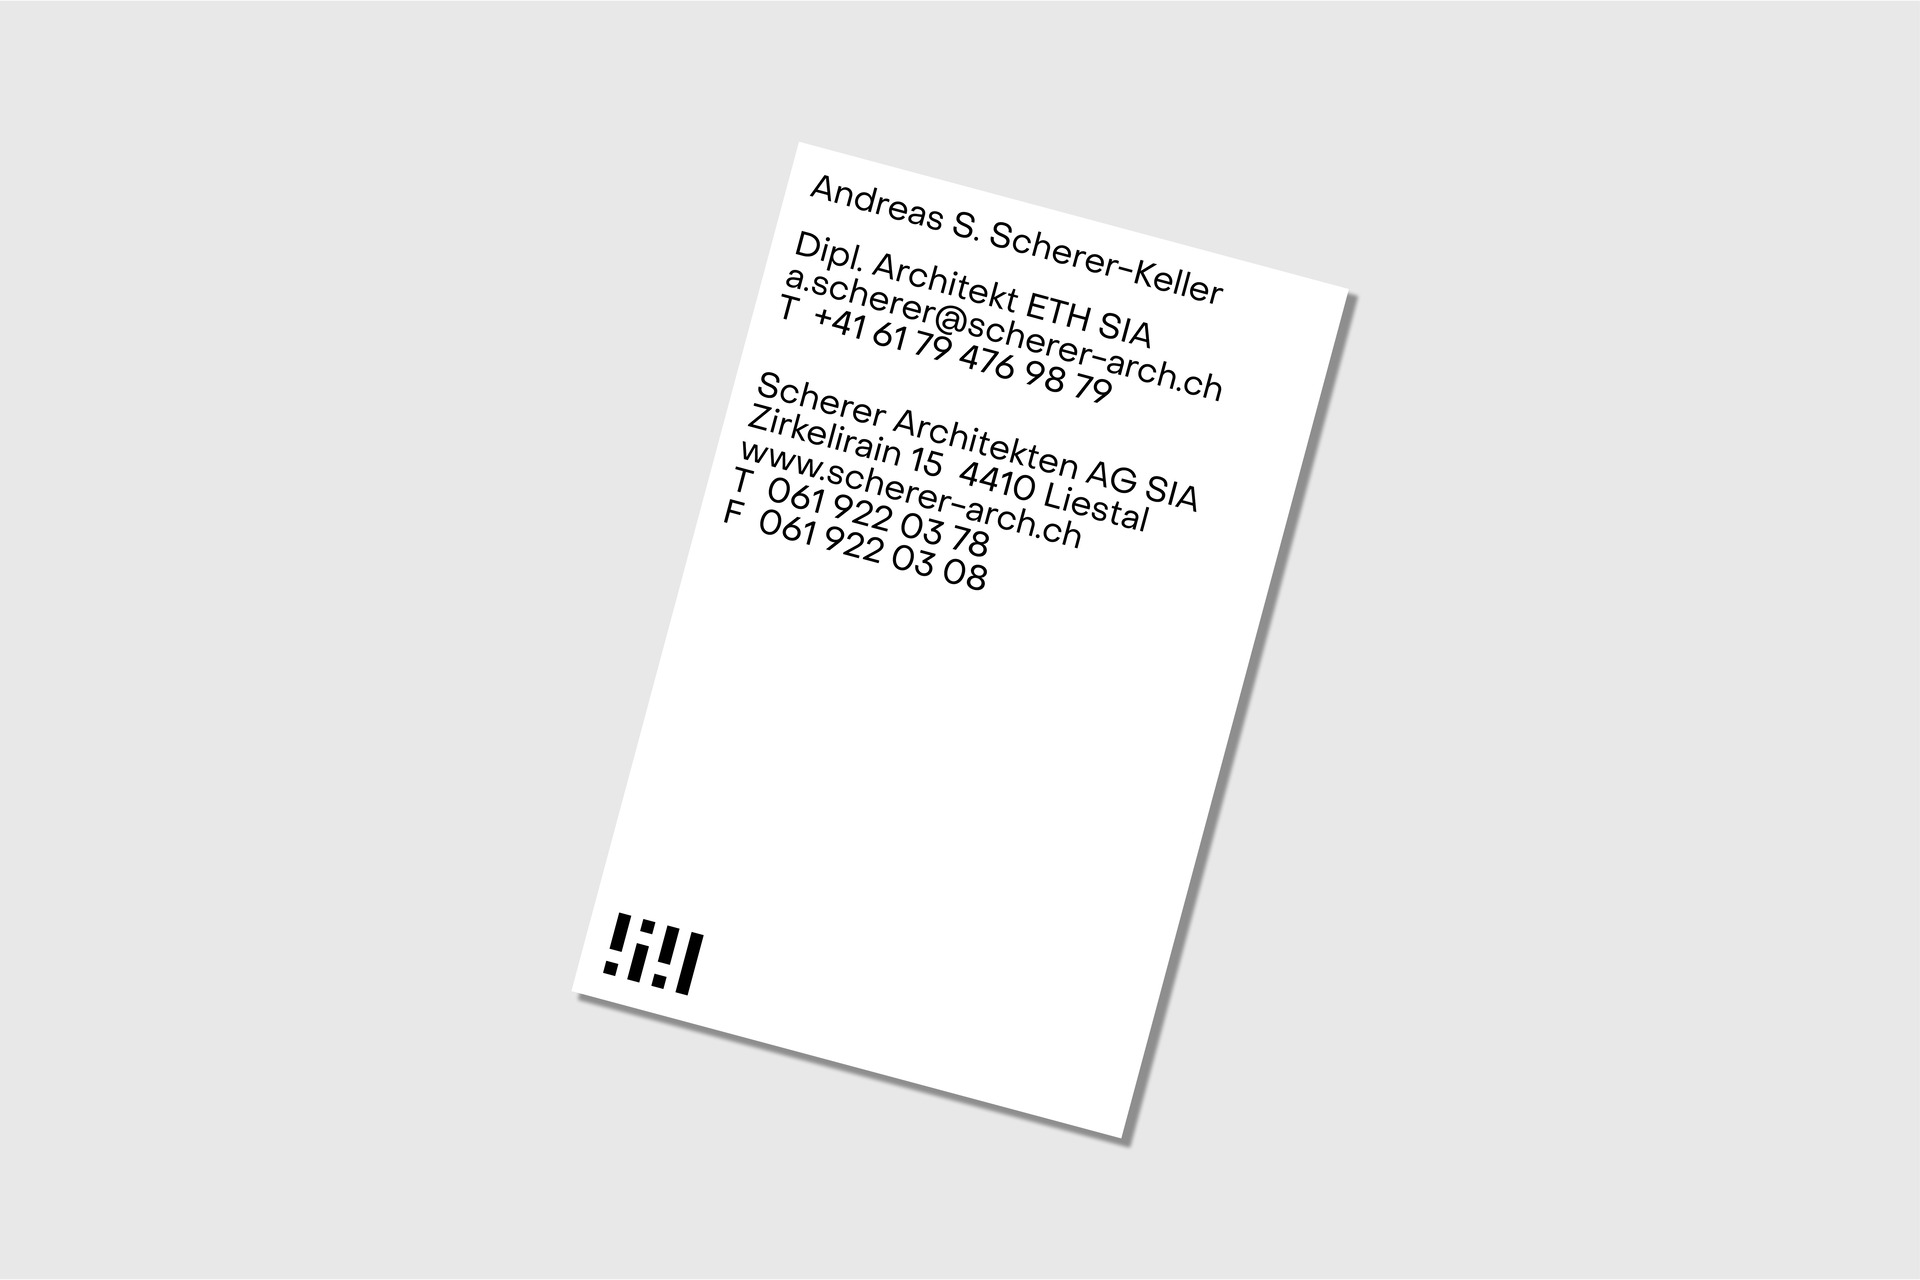 Andreas S. Scherer-Keller
Dipl. Architekt ETH SIA
a.scherer@scherer-arch.ch
T  +41 61 79 476 98 79
Scherer Architekten AG SIA
Zirkelirain 15  4410 Liestal
www.scherer-arch.ch
T  061 922 03 78
F  061 922 03 08